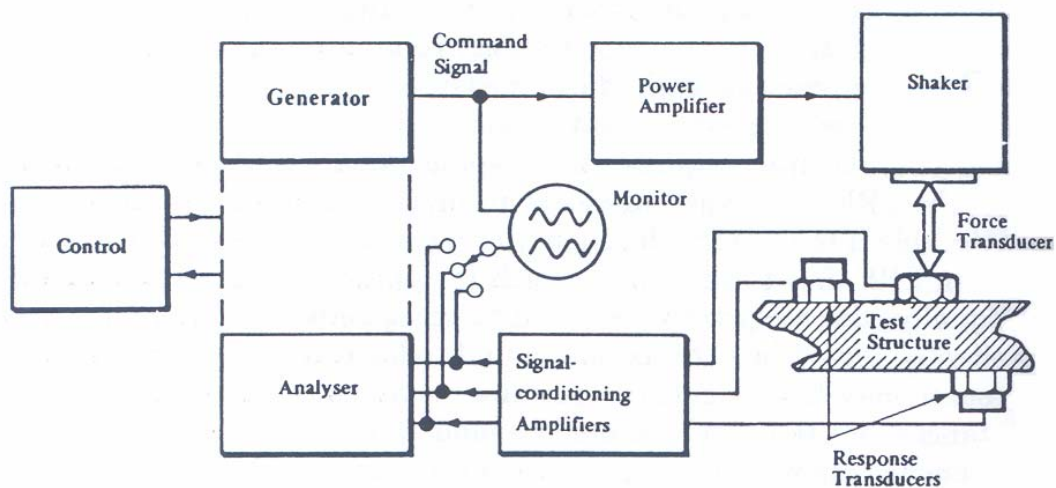 Command
Signal
Generator
Power
Amplifier
Shaker
Monitor
Control
Force
Transducer
Test
Structure
Analyser
Signal-
conditioning
Amplifiers
Response
Transducers